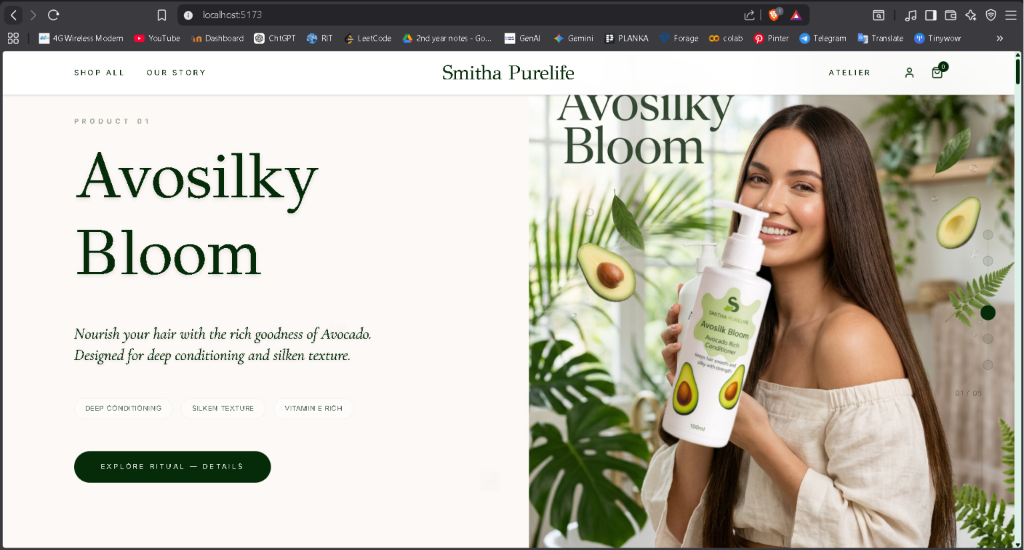 localhost:5173
4G Wireless Modem
YouTube
Dashboard
ChtGPT
RIT
LeetCode
2nd year notes - Go...
GenAI
Gemini
PLANKA
Forage
colab
Pinter
Telegram
Translate
Tinywow
»
SHOP ALL
OUR STORY
Smitha Purelife
ATELIER
0
PRODUCT 01
Avosilky
Bloom
Nourish your hair with the rich goodness of Avocado.
Designed for deep conditioning and silken texture.
DEEP CONDITIONING
SILKEN TEXTURE
VITAMIN E RICH
EXPLORE RITUAL — DETAILS
Avosilky
Bloom
SMITHA PURELIFE
Avosilk Bloom
Avocado Rich
Conditioner
100ml